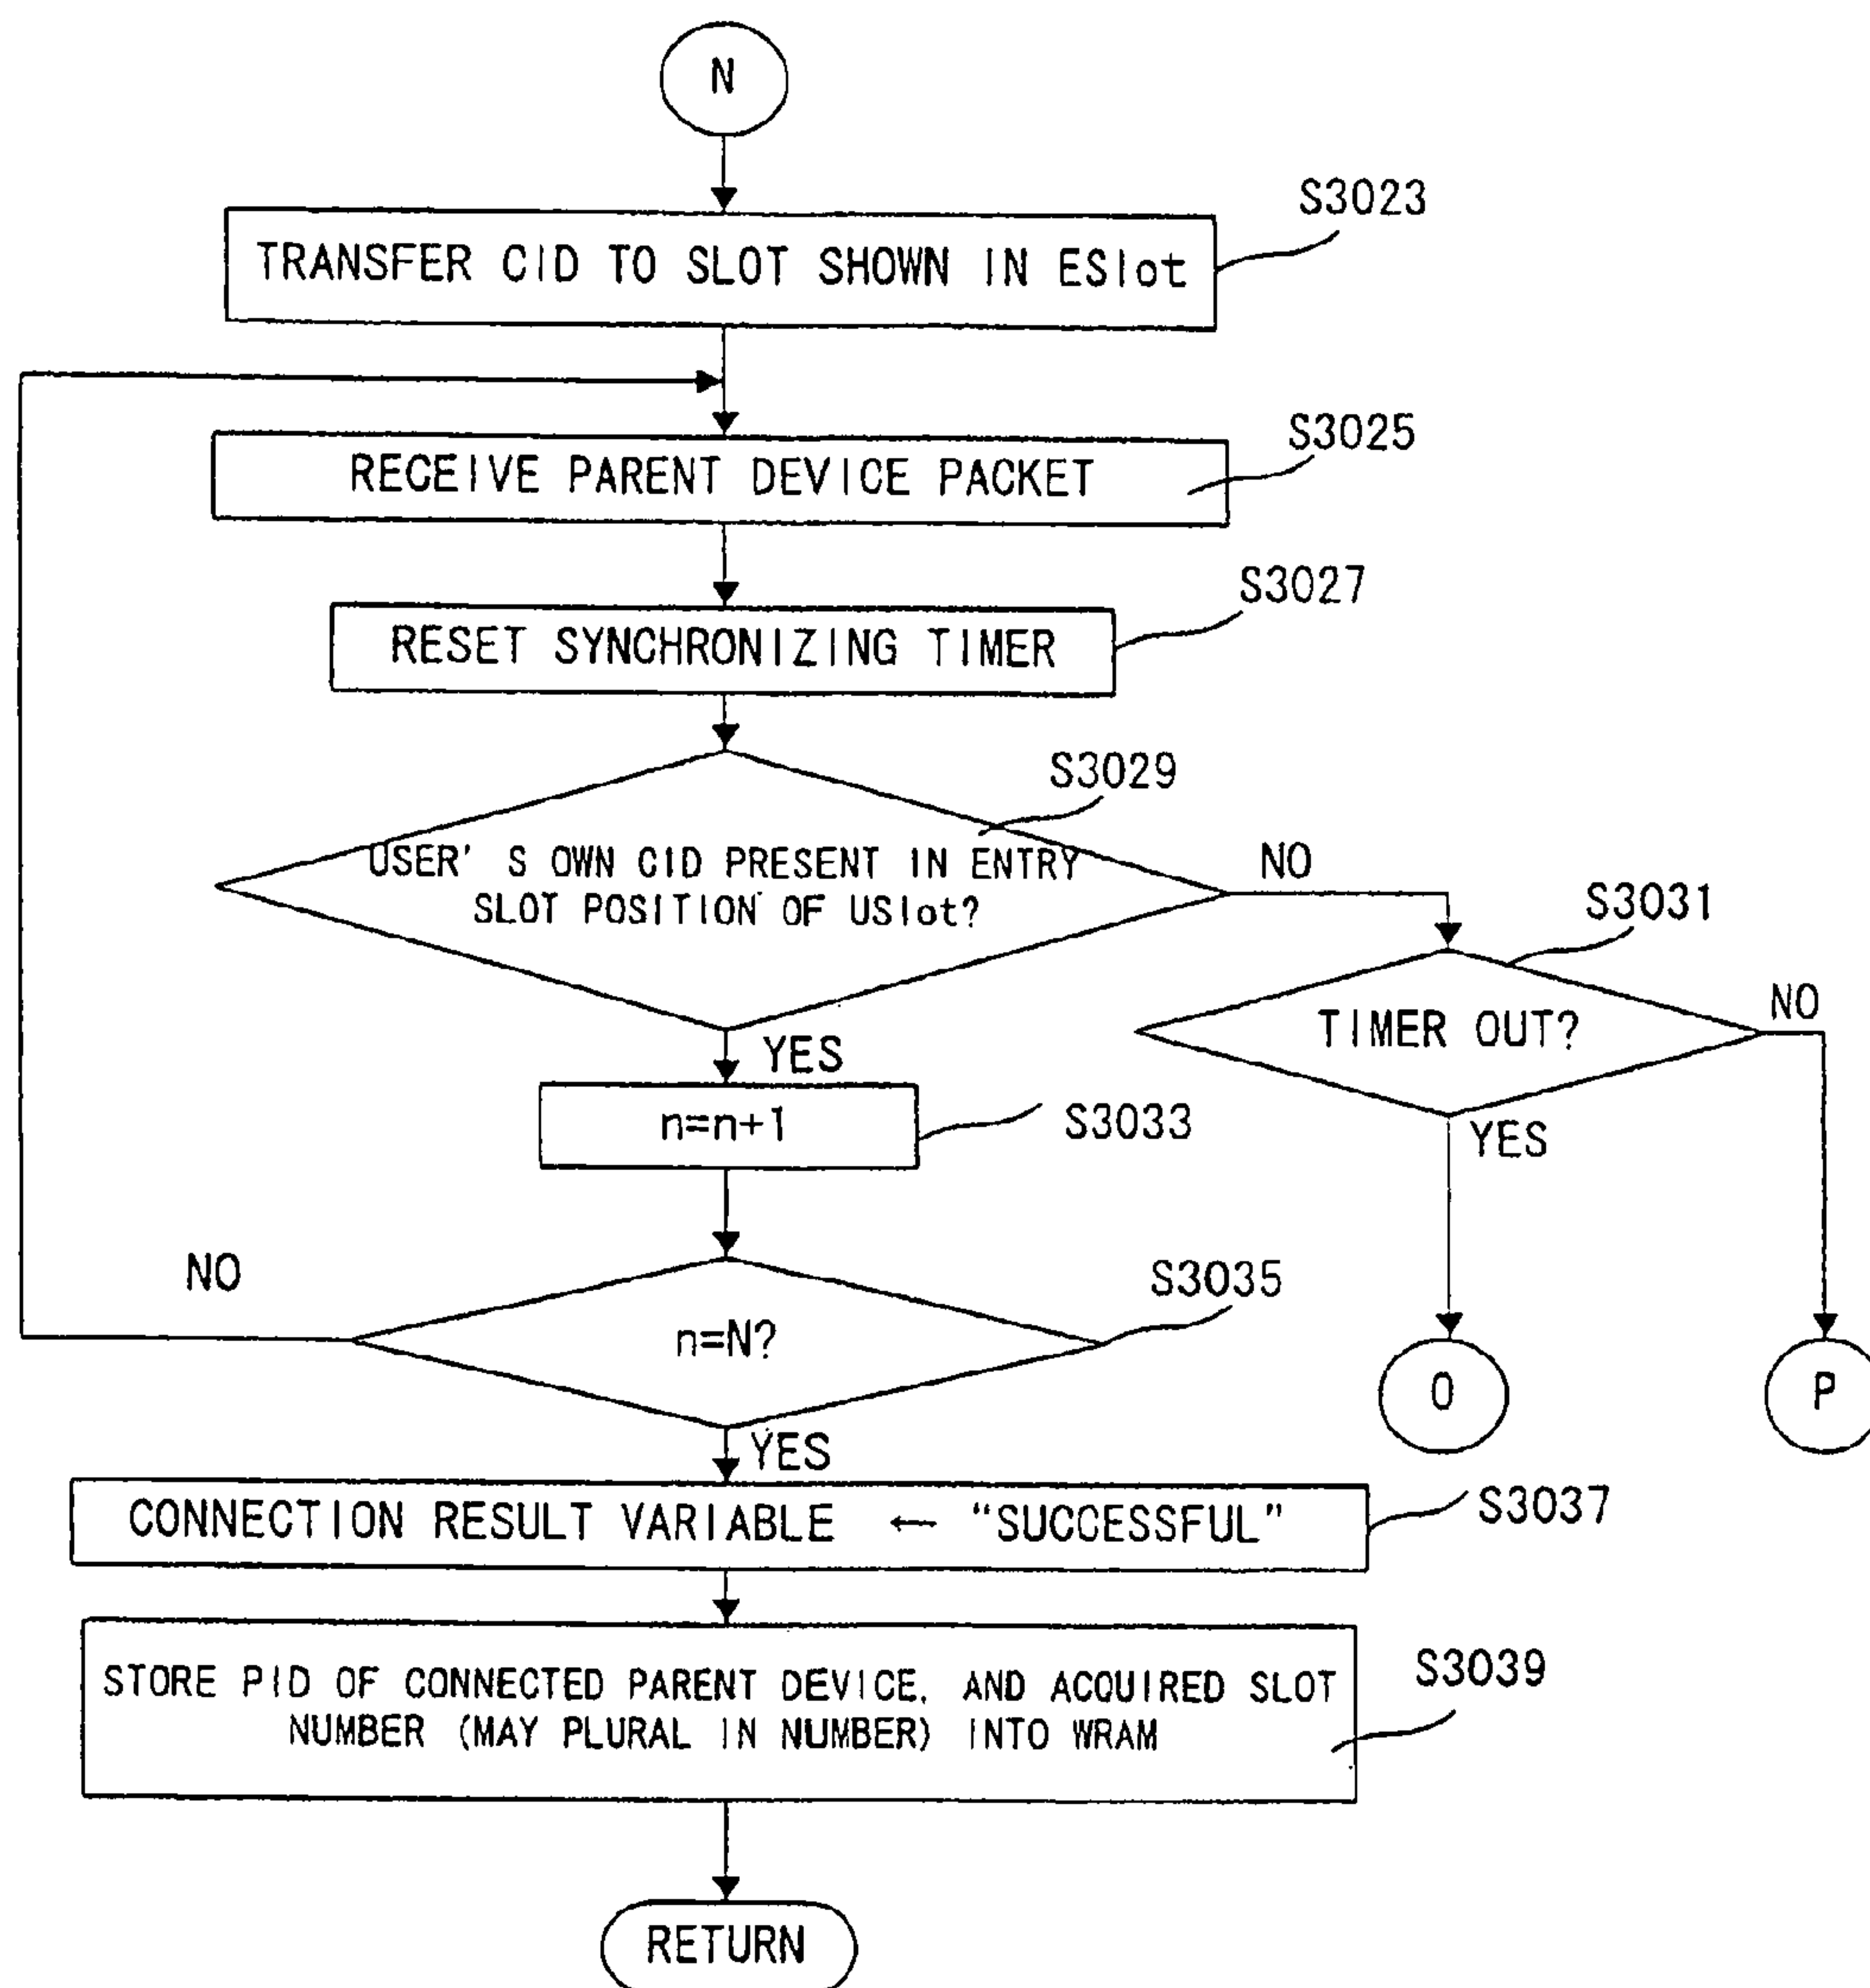 N
S3023
TRANSFER CID TO SLOT SHOWN IN ESlot
S3025
RECEIVE PARENT DEVICE PACKET
S3027
RESET SYNCHRONIZING TIMER
S3029
USER'S OWN CID PRESENT IN ENTRY
SLOT POSITION OF USlot?
NO
S3031
TIMER OUT?
NO
YES
YES
n=n+1
S3033
NO
S3035
n=N?
O
P
YES
CONNECTION RESULT VARIABLE ← "SUCCESSFUL"
S3037
STORE PID OF CONNECTED PARENT DEVICE, AND ACQUIRED SLOT
NUMBER (MAY PLURAL IN NUMBER) INTO WRAM
S3039
RETURN